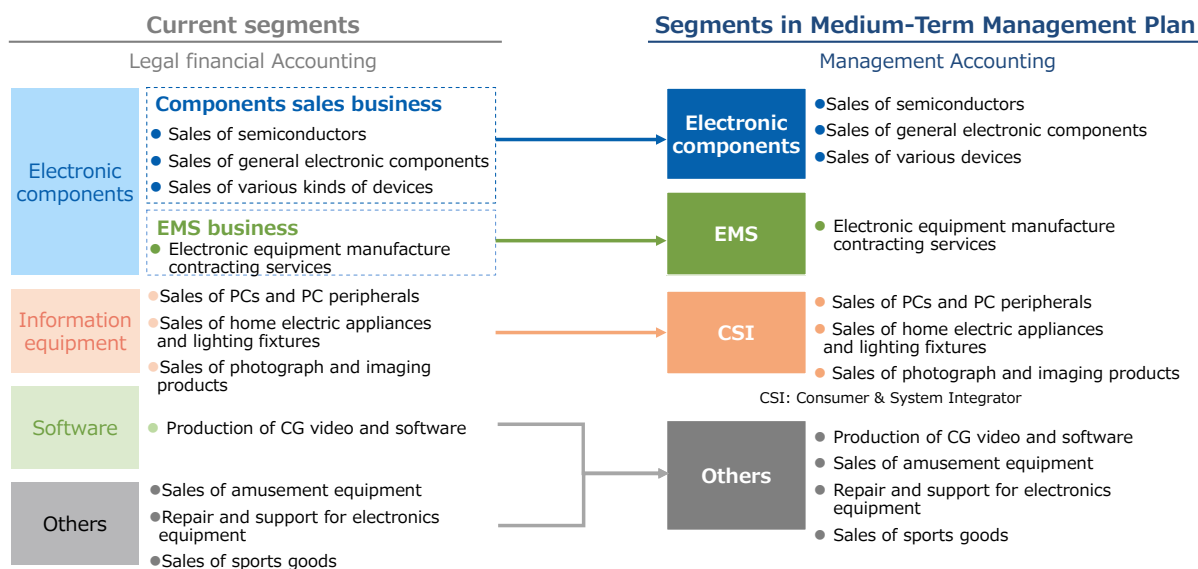 Current segments
Legal financial Accounting
Electronic
components
Components sales business
● Sales of semiconductors
● Sales of general electronic components
● Sales of various kinds of devices
EMS business
● Electronic equipment manufacture
contracting services
Information
equipment
●Sales of PCs and PC peripherals
●Sales of home electric appliances
and lighting fixtures
●Sales of photograph and imaging
products
Software
● Production of CG video and software
Others
●Sales of amusement equipment
●Repair and support for electronics
equipment
●Sales of sports goods
Segments in Medium-Term Management Plan
Management Accounting
Electronic
components
●Sales of semiconductors
●Sales of general electronic components
●Sales of various devices
EMS
● Electronic equipment manufacture
contracting services
CSI
● Sales of PCs and PC peripherals
● Sales of home electric appliances
and lighting fixtures
● Sales of photograph and imaging products
CSI: Consumer & System Integrator
Others
● Production of CG video and software
● Sales of amusement equipment
● Repair and support for electronics
equipment
● Sales of sports goods